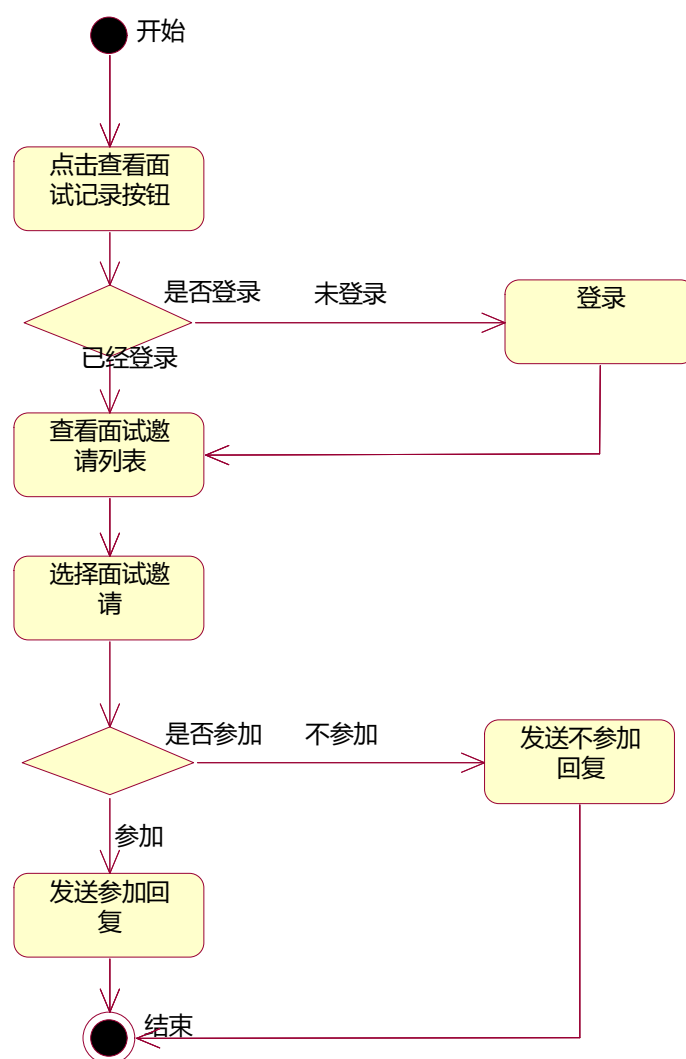 开始
点击查看面
试记录按钮
是否登录
未登录
登录
已经登录
查看面试邀
请列表
选择面试邀
请
是否参加
不参加
发送不参加
回复
参加
发送参加回
复
结束